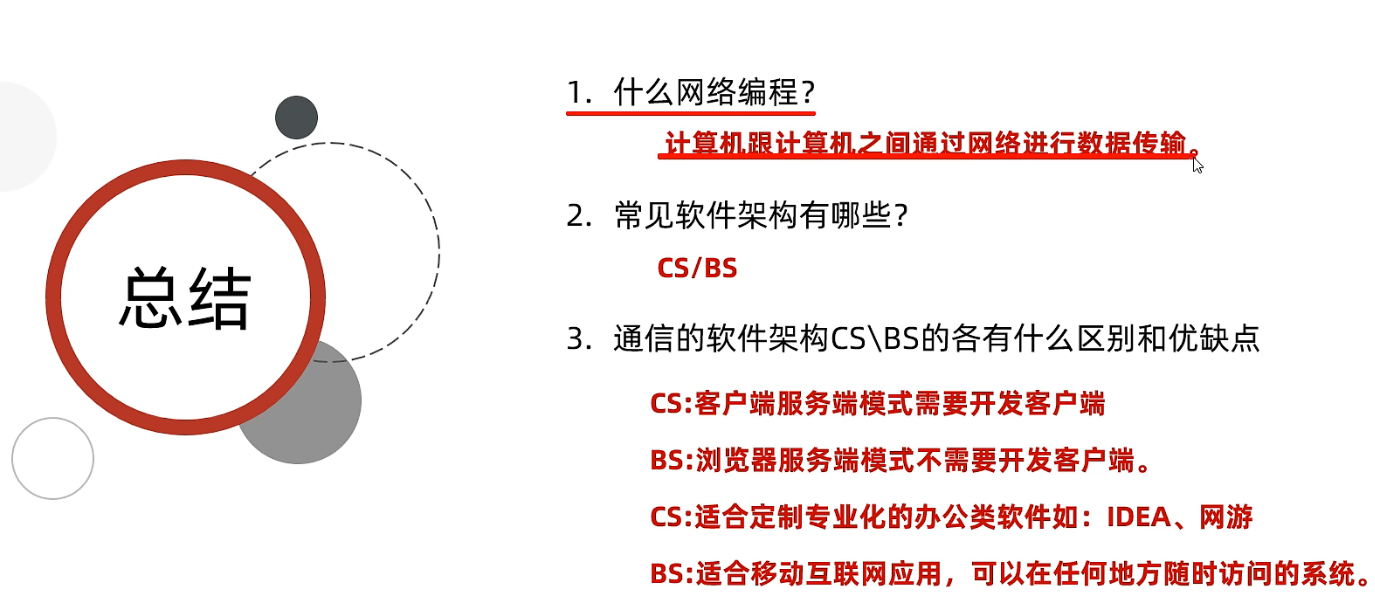 总结
1. 什么网络编程？
计算机跟计算机之间通过网络进行数据传输。
2. 常见软件架构有哪些？
CS/BS
3. 通信的软件架构CS\BS的各有什么区别和优缺点
CS:客户端服务端模式需要开发客户端
BS:浏览器服务端模式不需要开发客户端。
CS:适合定制专业化的办公类软件如：IDEA、网游
BS:适合移动互联网应用，可以在任何地方随时访问的系统。